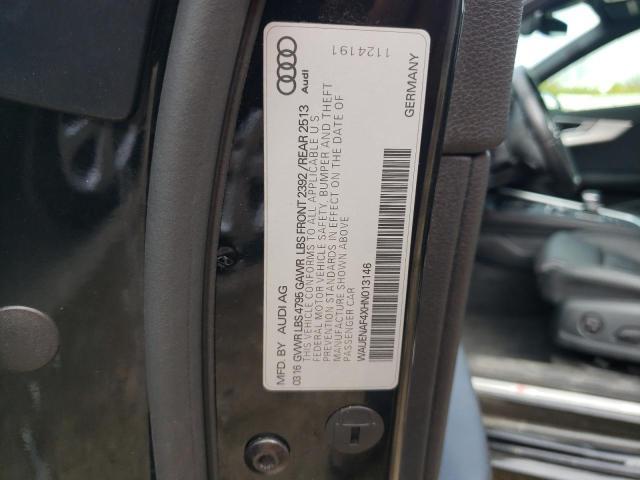 Audi
1124191
MFD. BY AUDI AG GERMANY
0316 GVWR LBS 4795 GAWR LBS FRONT 2392 / REAR 2513
THIS VEHICLE CONFORMS TO ALL APPLICABLE U.S
FEDERAL MOTOR VEHICLE SAFETY, BUMPER AND THEFT
PREVENTION STANDARDS IN EFFECT ON THE DATE OF
MANUFACTURE SHOWN ABOVE
PASSENGER CAR
WAUENAF4XHN013146